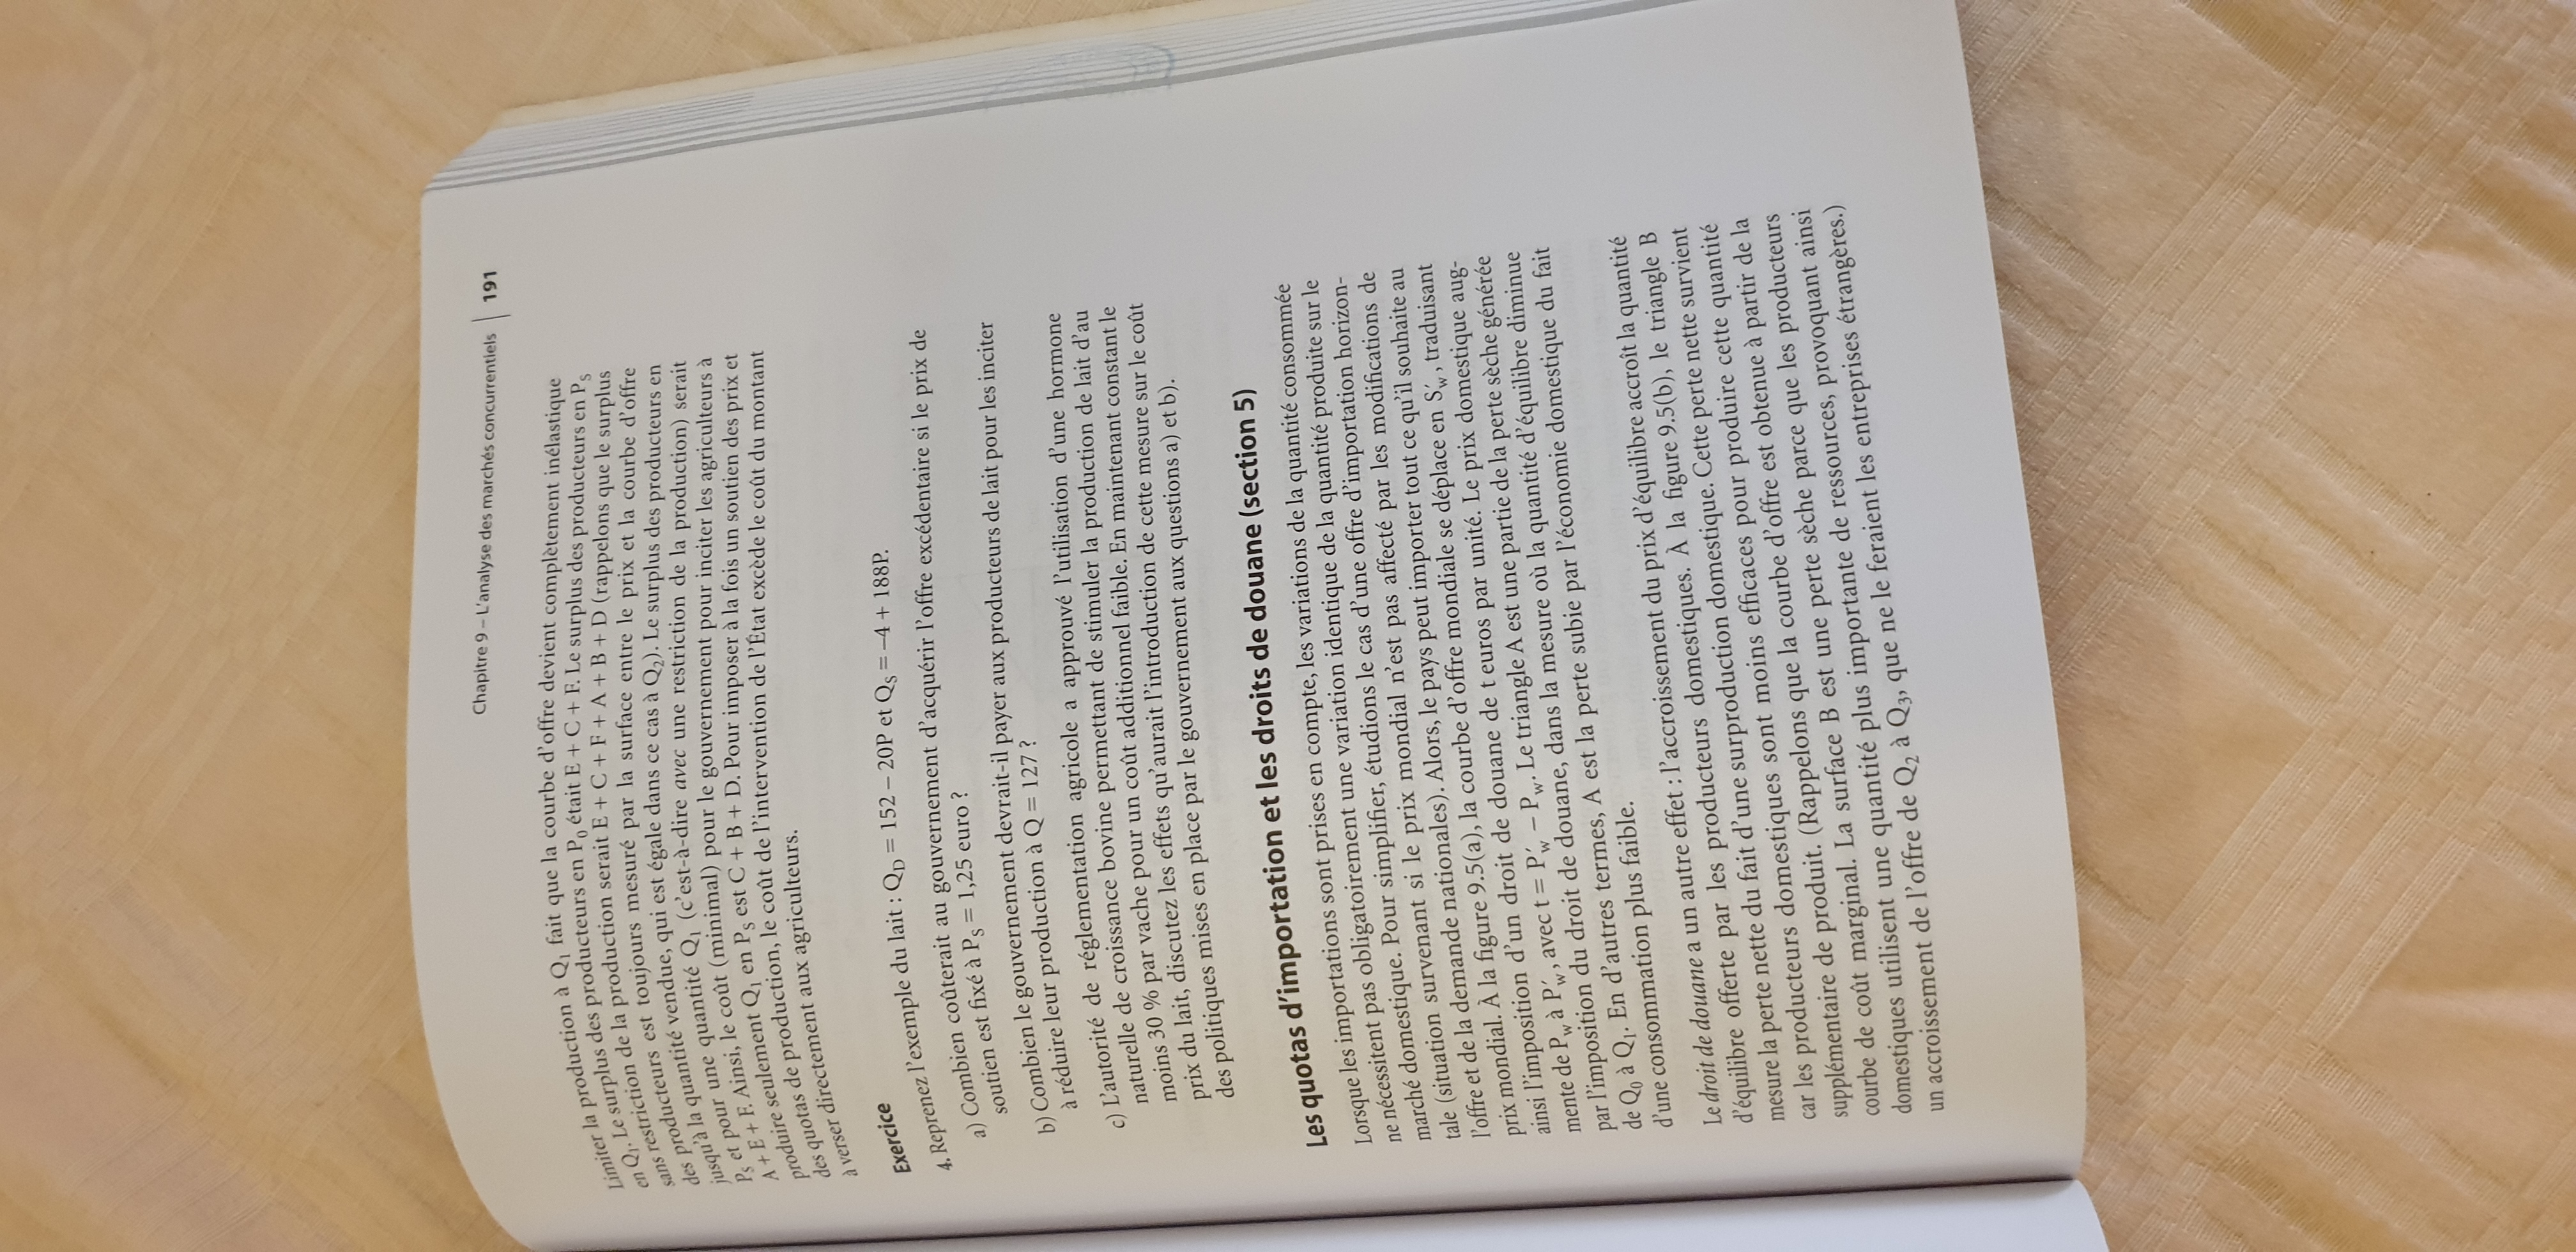 Chapitre 9 – L'analyse des marchés concurrentiels | 191
Limiter la production à Q₁ fait que la courbe d'offre devient complètement inélastique
en Q₁. Le surplus des producteurs en P₀ était E + C + F. Le surplus des producteurs en Pₛ
sans restriction de la production serait E + C + F + A + B + D (rappelons que le surplus
des producteurs est toujours mesuré par la surface entre le prix et la courbe d'offre
jusqu'à la quantité vendue, qui est égale dans ce cas à Q₂). Le surplus des producteurs en
Pₛ et pour une quantité Q₁ (c'est-à-dire avec une restriction de la production) serait
A + E + F. Ainsi, le coût (minimal) pour le gouvernement pour inciter les agriculteurs à
produire seulement Q₁ en Pₛ est C + B + D. Pour imposer à la fois un soutien des prix et
des quotas de production, le coût de l'intervention de l'État excède le coût du montant
à verser directement aux agriculteurs.
Exercice
4. Reprenez l'exemple du lait : Q_D = 152 – 20P et Qₛ = –4 + 188P.
a) Combien coûterait au gouvernement d'acquérir l'offre excédentaire si le prix de
soutien est fixé à Pₛ = 1,25 euro ?
b) Combien le gouvernement devrait-il payer aux producteurs de lait pour les inciter
à réduire leur production à Q = 127 ?
c) L'autorité de réglementation agricole a approuvé l'utilisation d'une hormone
naturelle de croissance bovine permettant de stimuler la production de lait d'au
moins 30 % par vache pour un coût additionnel faible. En maintenant constant le
prix du lait, discutez les effets qu'aurait l'introduction de cette mesure sur le coût
des politiques mises en place par le gouvernement aux questions a) et b).
Les quotas d'importation et les droits de douane (section 5)
Lorsque les importations sont prises en compte, les variations de la quantité consommée
ne nécessitent pas obligatoirement une variation identique de la quantité produite sur le
marché domestique. Pour simplifier, étudions le cas d'une offre d'importation horizon-
tale (situation survenant si le prix mondial n'est pas affecté par les modifications de
l'offre et de la demande nationales). Alors, le pays peut importer tout ce qu'il souhaite au
prix mondial. À la figure 9.5(a), la courbe d'offre mondiale se déplace en S′w, traduisant
ainsi l'imposition d'un droit de douane de t euros par unité. Le prix domestique aug-
mente de Pw à P′w, avec t = P′w – Pw. Le triangle A est une partie de la perte sèche générée
par l'imposition du droit de douane, dans la mesure où la quantité d'équilibre diminue
de Q₀ à Q₁. En d'autres termes, A est la perte subie par l'économie domestique du fait
d'une consommation plus faible.
Le droit de douane a un autre effet : l'accroissement du prix d'équilibre accroît la quantité
d'équilibre offerte par les producteurs domestiques. À la figure 9.5(b), le triangle B
mesure la perte nette du fait d'une surproduction domestique. Cette perte nette survient
car les producteurs domestiques sont moins efficaces pour produire cette quantité
supplémentaire de produit. (Rappelons que la courbe d'offre est obtenue à partir de la
courbe de coût marginal. La surface B est une perte sèche parce que les producteurs
domestiques utilisent une quantité plus importante de ressources, provoquant ainsi
un accroissement de l'offre de Q₂ à Q₃, que ne le feraient les entreprises étrangères.)